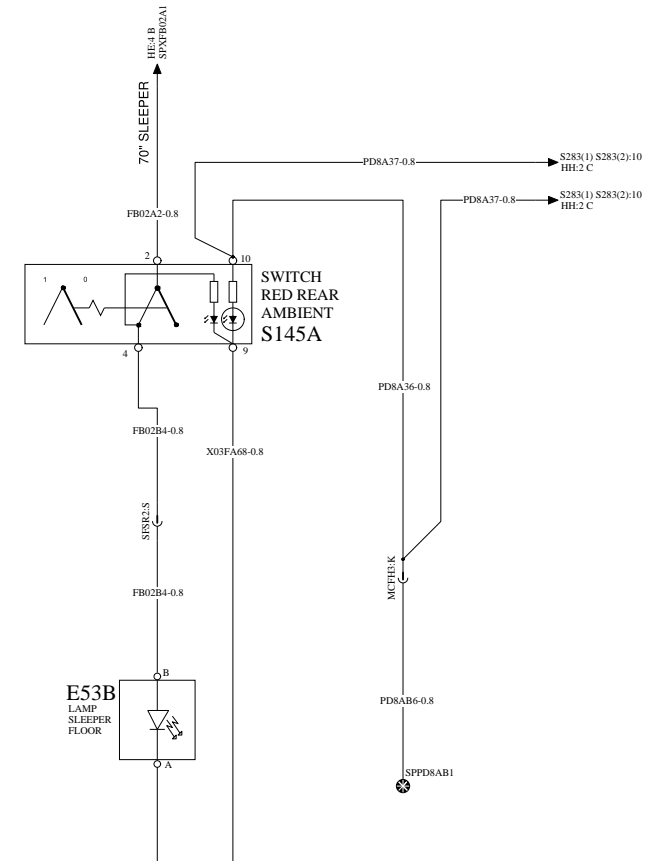 HE:4 B
SPXFB02A1
70" SLEEPER
PD8A37-0.8
S283(1) S283(2):10
HH:2 C
PD8A37-0.8
S283(1) S283(2):10
HH:2 C
FB02A2-0.8
2
10
1
0
SWITCH
RED REAR
AMBIENT
S145A
4
9
PD8A36-0.8
FB02B4-0.8
X03FA68-0.8
SFSR2:S
MCFH3:K
FB02B4-0.8
B
E53B
LAMP
SLEEPER
FLOOR
PD8AB6-0.8
A
SPPD8AB1